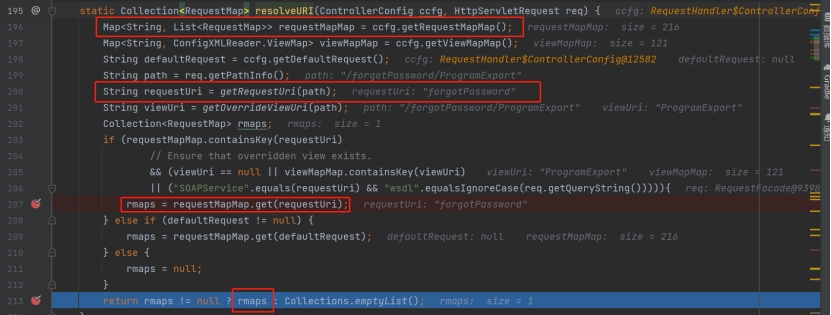 195 @ static Collection<RequestMap> resolveURI(ControllerConfig ccfg, HttpServletRequest req) { ccfg: RequestHandler$ControllerConf
196 Map<String, List<RequestMap>> requestMapMap = ccfg.getRequestMapMap(); requestMapMap: size = 216
197 Map<String, ConfigXMLReader.ViewMap> viewMapMap = ccfg.getViewMapMap(); viewMapMap: size = 121
198 String defaultRequest = ccfg.getDefaultRequest(); ccfg: RequestHandler$ControllerConfig@12582 defaultRequest: null
199 String path = req.getPathInfo(); path: "/forgotPassword/ProgramExport"
200 String requestUri = getRequestUri(path); requestUri: "forgotPassword"
201 String viewUri = getOverrideViewUri(path); path: "/forgotPassword/ProgramExport" viewUri: "ProgramExport"
202 Collection<RequestMap> rmaps; rmaps: size = 1
203 if (requestMapMap.containsKey(requestUri)
204 // Ensure that overridden view exists.
205 && (viewUri == null || viewMapMap.containsKey(viewUri) viewUri: "ProgramExport" viewMapMap: size = 121
206 || ("SOAPService".equals(requestUri) && "wsdl".equalsIgnoreCase(req.getQueryString())))){ req: RequestFacade@9398
207 rmaps = requestMapMap.get(requestUri); requestUri: "forgotPassword"
208 } else if (defaultRequest != null) {
209 rmaps = requestMapMap.get(defaultRequest); defaultRequest: null requestMapMap: size = 216
210 } else {
211 rmaps = null;
212 }
213 return rmaps != null ? rmaps : Collections.emptyList(); rmaps: size = 1
Gradle
通知